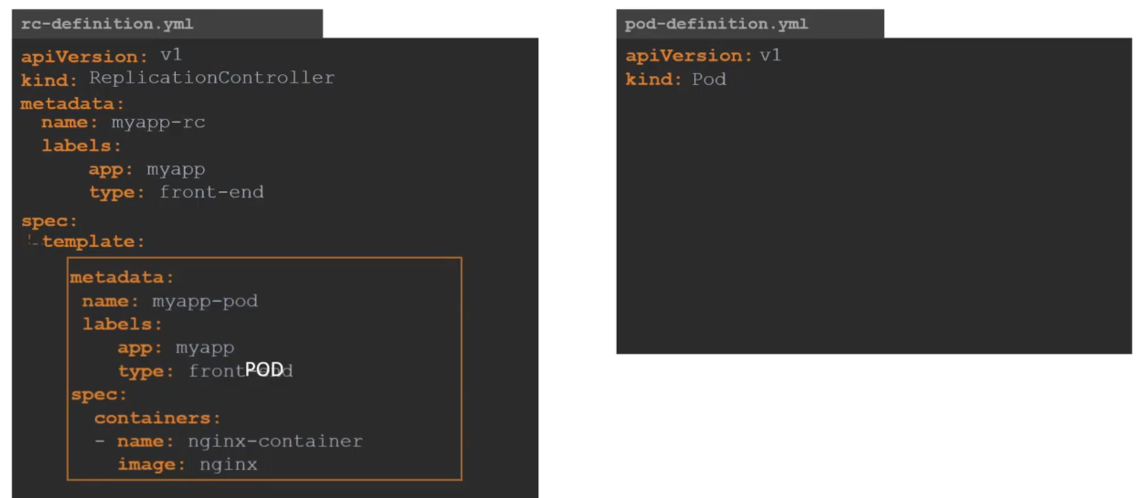 rc-definition.yml
apiVersion: v1
kind: ReplicationController
metadata:
name: myapp-rc
labels:
app: myapp
type: front-end
spec:
template:
metadata:
name: myapp-pod
labels:
app: myapp
type: front-end
POD
spec:
containers:
- name: nginx-container
image: nginx
pod-definition.yml
apiVersion: v1
kind: Pod